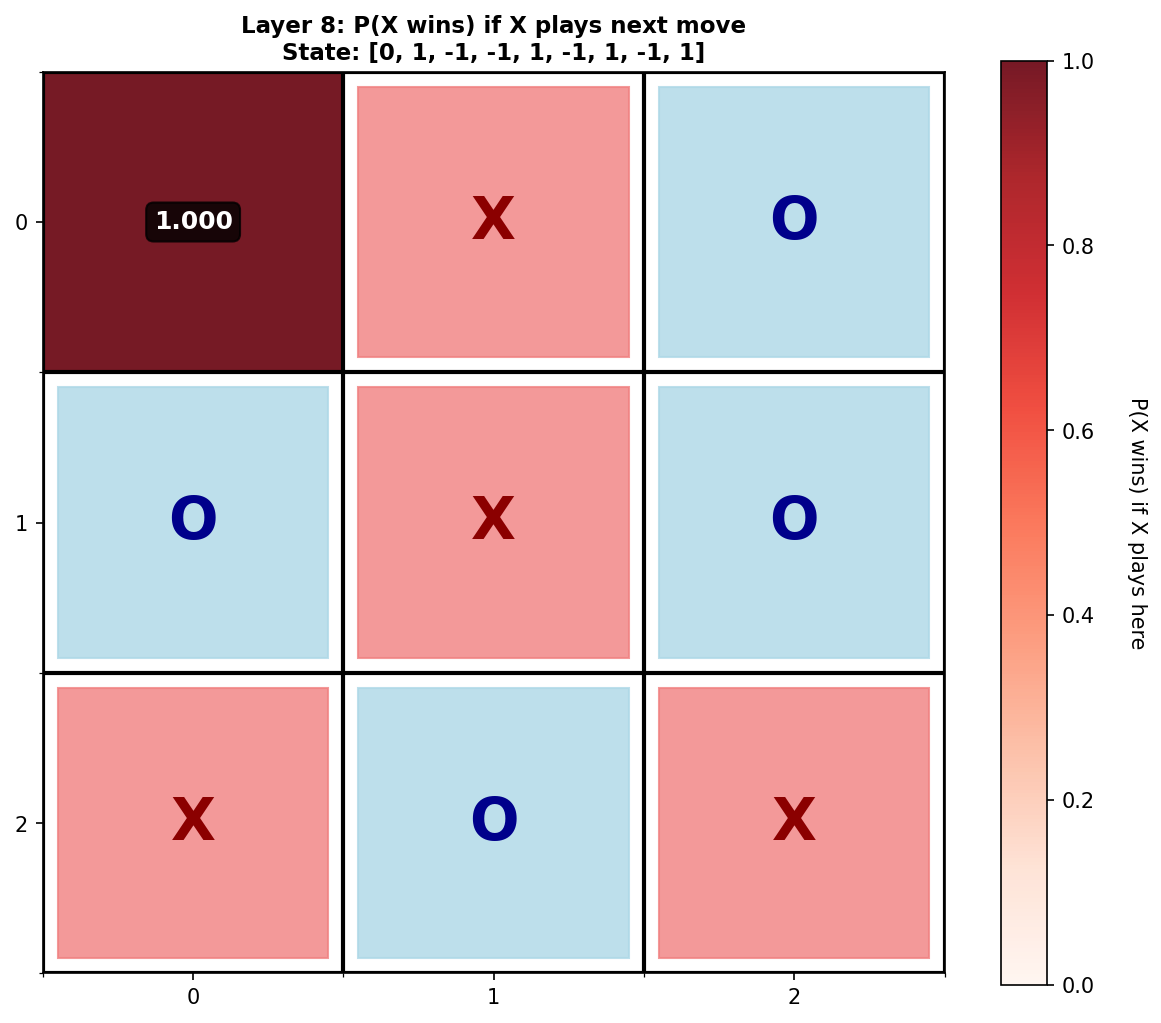 Layer 8: P(X wins) if X plays next move
State: [0, 1, -1, -1, 1, -1, 1, -1, 1]
1.0
0
1.000
X
O
0.8
0.6
P(X wins) if X plays here
1
O
X
O
0.4
0.2
2
X
O
X
0.0
0
1
2